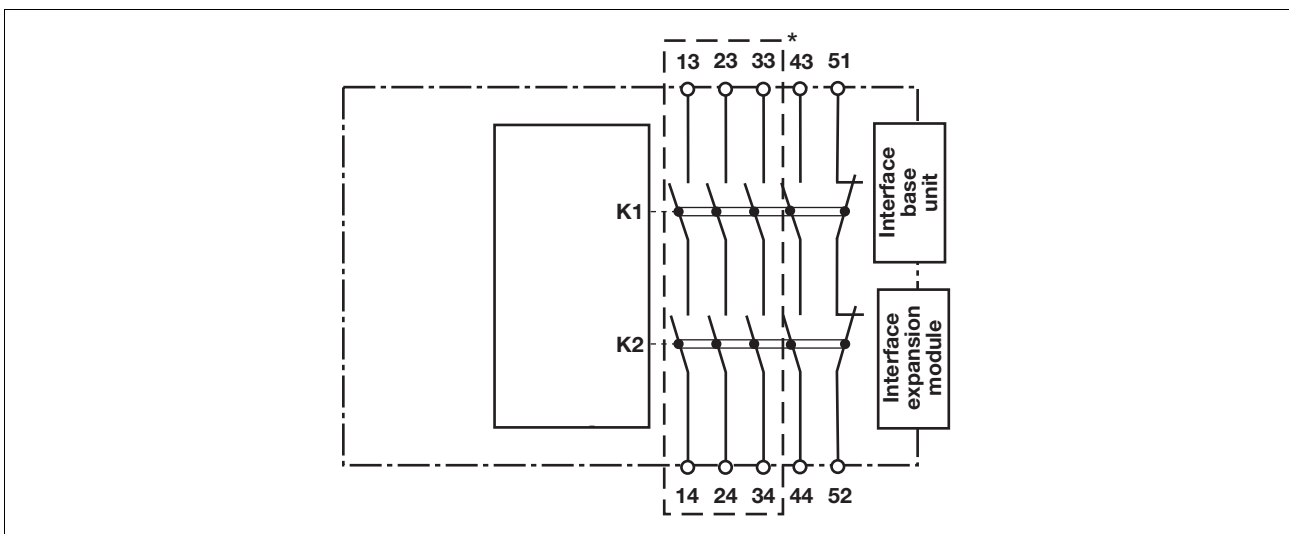 *
13 23 33 43 51
Interface
base
unit
K1
K2
Interface
expansion
module
14 24 34 44 52